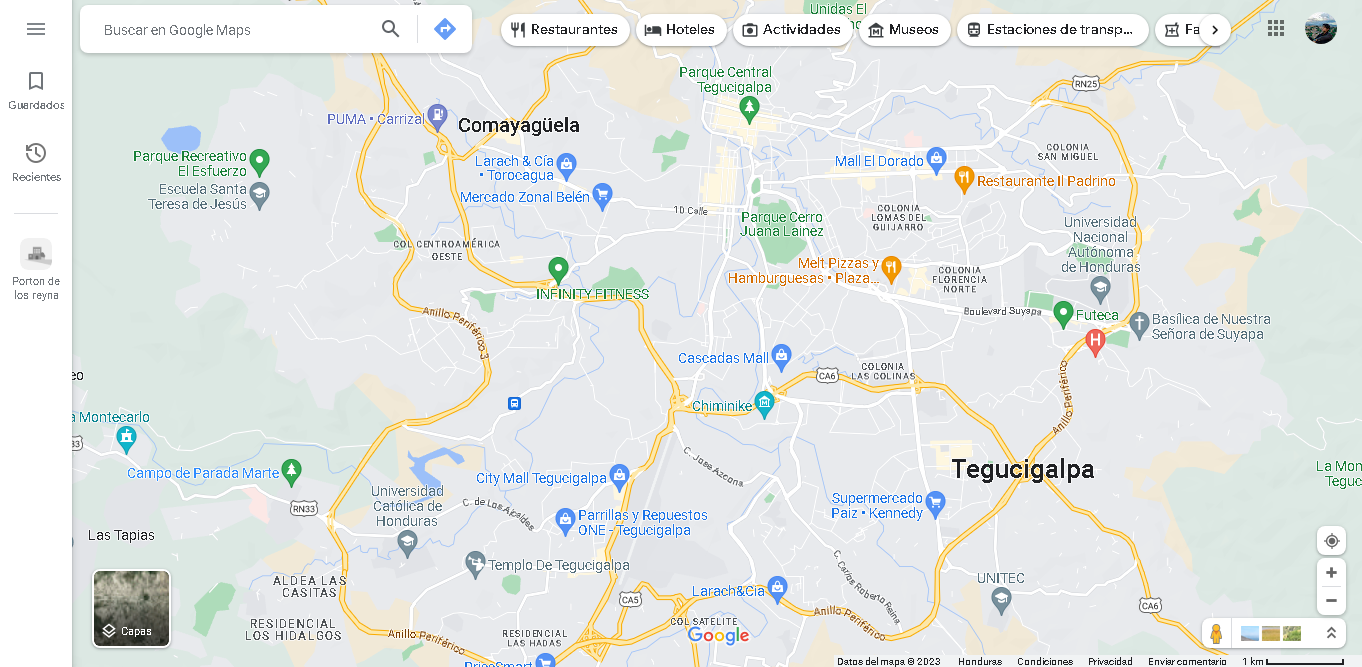 Buscar en Google Maps
Restaurantes
Hoteles
Actividades
Museos
Estaciones de transp...
Fa
Guardados
Recientes
Porton de
los reyna
Unidas El
Parque Central
Tegucigalpa
RN25
PUMA • Carrizal
Comayagüela
COLONIA
SAN MIGUEL
Parque Recreativo
El Esfuerzo
Larach & Cía
• Torocagua
Mall El Dorado
Restaurante Il Padrino
Escuela Santa
Teresa de Jesús
Mercado Zonal Belén
1D Calle
Parque Cerro
Juana Lainez
COLONIA
LOMAS DEL
GUIJARRO
Universidad
Nacional
Autónoma
de Honduras
COL CENTROAMÉRICA
OESTE
Melt Pizzas y
Hamburguesas • Plaza...
COLONIA
FLORENCIA
NORTE
INFINITY FITNESS
Anillo Periférico 3
Boulevard Suyapa
Futeca
Basílica de Nuestra
Señora de Suyapa
H
Cascadas Mall
CA6
COLONIA
LAS COLINAS
eo
Anillo Periférico
Chiminike
a Montecarlo
33
Campo de Parada Marte
C. Jose Azcona
Tegucigalpa
City Mall Tegucigalpa
La Mon
Teguc
Universidad
Católica de
Honduras
C. de Los Alcaldes
RN33
Supermercado
Paiz • Kennedy
Parrillas y Repuestos
ONE - Tegucigalpa
Las Tapias
Templo De Tegucigalpa
ALDEA LAS
CASITAS
C. Carlos Roberto Reina
UNITEC
Larach&Cia
CA5
CA6
Anillo Periférico
RESIDENCIAL
LOS HIDALGOS
COL SATELITE
Anillo Periférico
RESIDENCIAL
LAS HADAS
Google
PriceSmart
Capas
Datos del mapa © 2023
Honduras
Condiciones
Privacidad
Enviar comentario
1 km